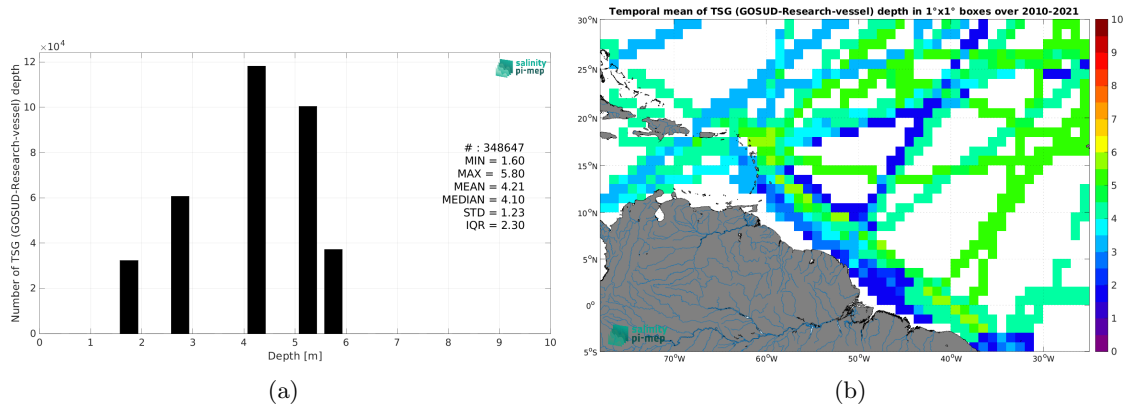 ×10⁴
12
10
8
6
4
2
0
Number of TSG (GOSUD-Research-vessel) depth
0 1 2 3 4 5 6 7 8 9 10
Depth [m]
salinity
pi-mep
# : 348647
MIN = 1.60
MAX = 5.80
MEAN = 4.21
MEDIAN = 4.10
STD = 1.23
IQR = 2.30
(a)
Temporal mean of TSG (GOSUD-Research-vessel) depth in 1°x1° boxes over 2010-2021
30°N
25°N
20°N
15°N
10°N
5°N
0°
5°S
70°W 60°W 50°W 40°W 30°W
salinity
pi-mep
10
9
8
7
6
5
4
3
2
1
0
(b)